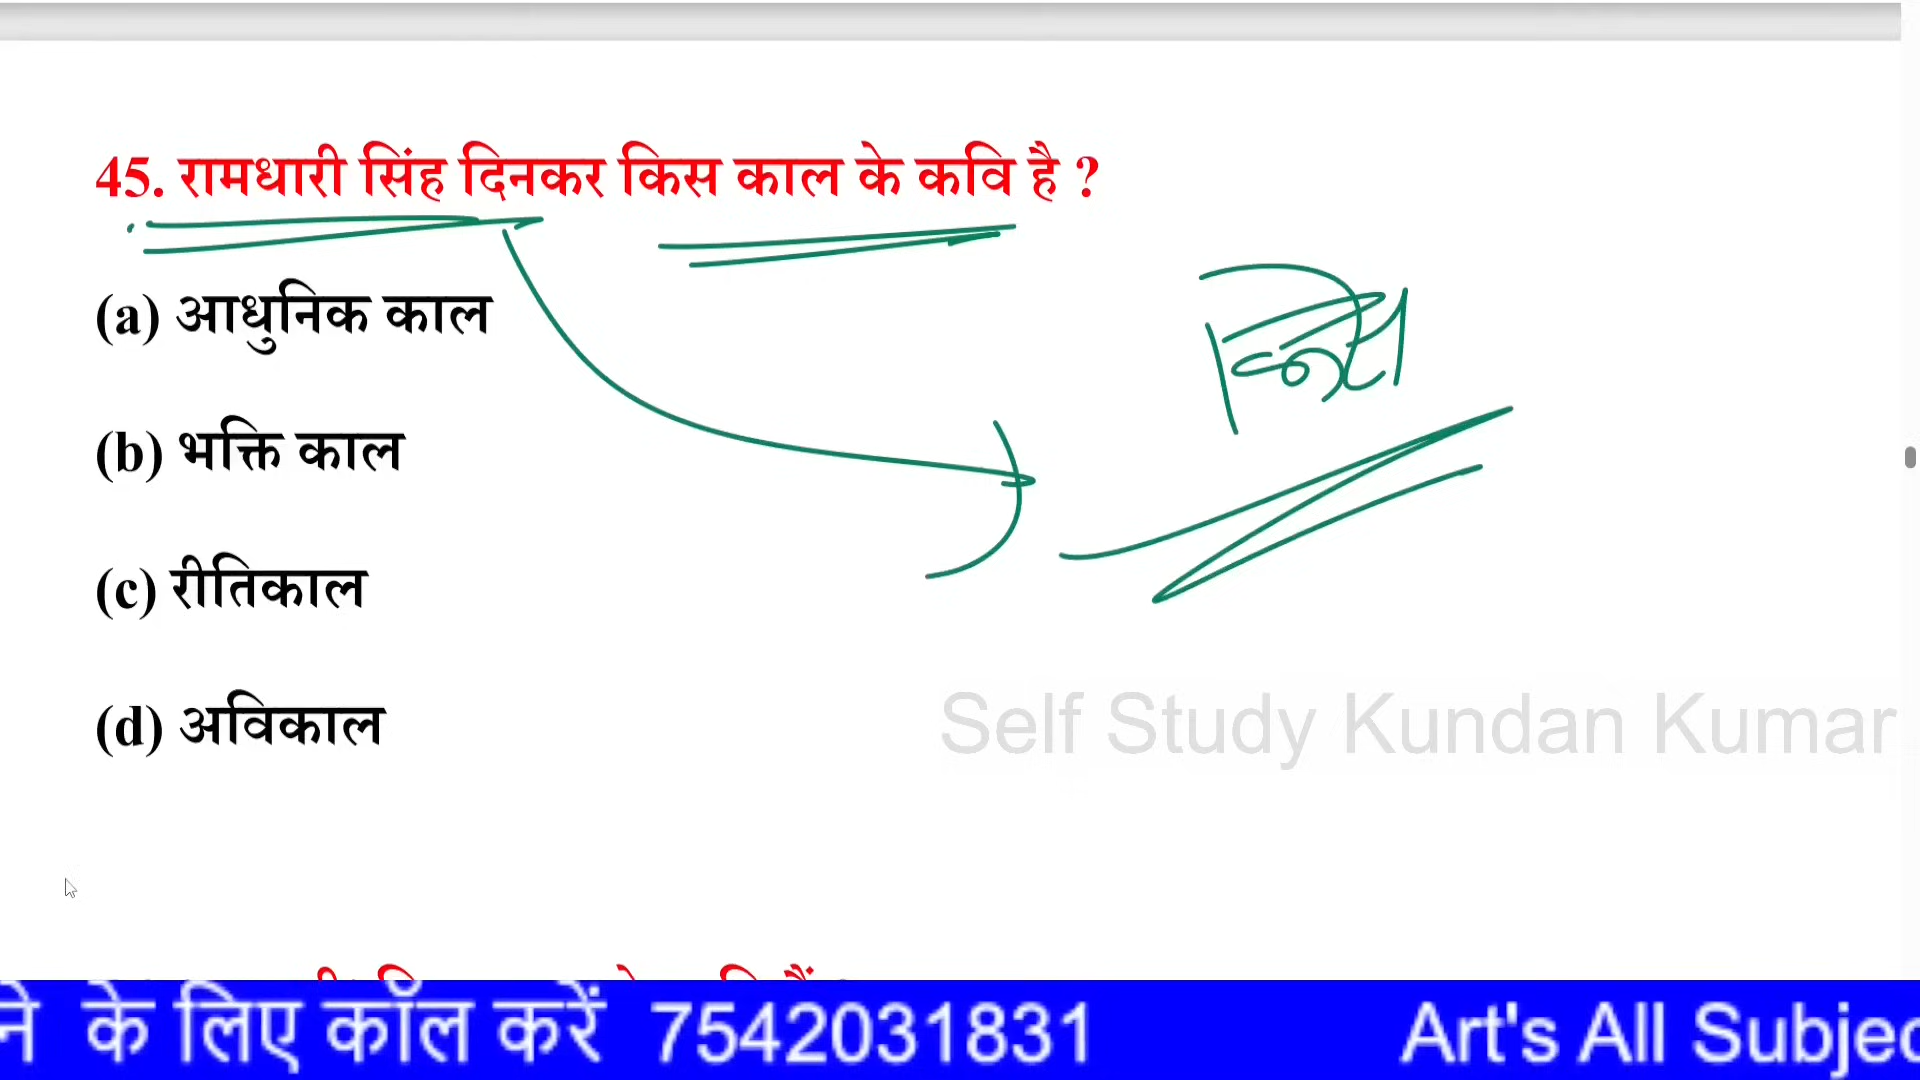 45. रामधारी सिंह दिनकर किस काल के कवि है ?
(a) आधुनिक काल
(b) भक्ति काल
(c) रीतिकाल
(d) अविकाल
Self Study Kundan Kumar
ने के लिए कॉल करें 7542031831 Art's All Subjec